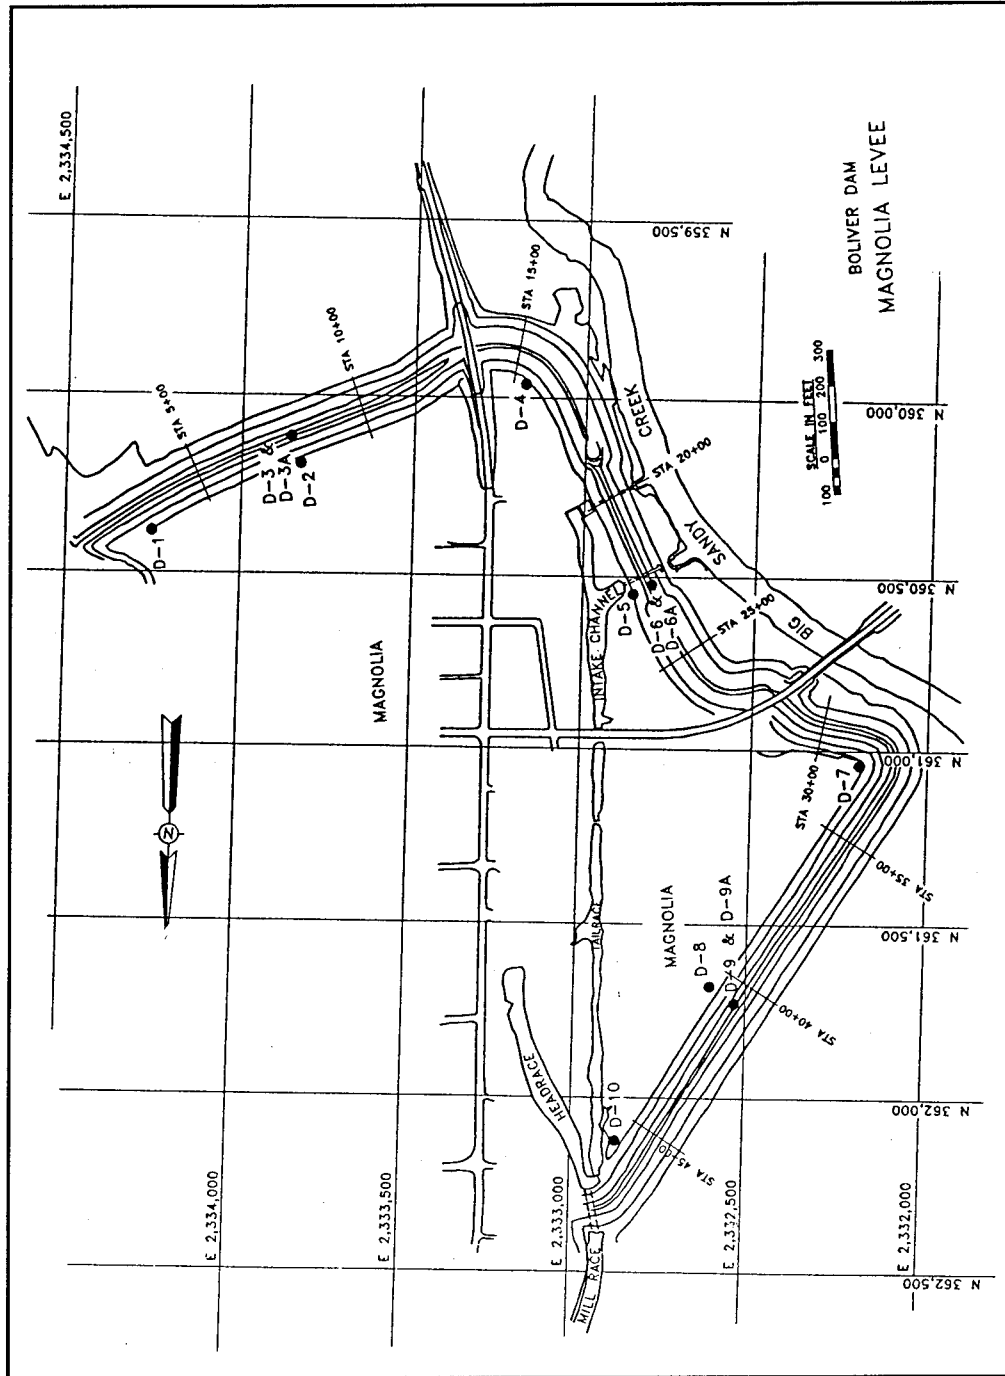 E 2,334,500
N 359,500
BOLIVER DAM
MAGNOLIA LEVEE
STA 5+00
STA 10+00
STA 15+00
D-1
D-3 &
D-3A
D-2
D-4
N 360,000
SCALE IN FEET
100 0 100 200 300
CREEK
SANDY
BIG
STA 20+00
N 360,500
INTAKE CHANNEL
D-5
D-6 &
D-6A
STA 25+00
MAGNOLIA
N
N 361,000
D-7
STA 30+00
STA 35+00
N 361,500
TAILRACE
MAGNOLIA
D-8
D-9 & D-9A
STA 40+00
HEADRACE
D-10
N 362,000
STA 45+00
E 2,334,000
E 2,333,500
E 2,333,000
E 2,332,500
E 2,332,000
MILL RACE
N 362,500